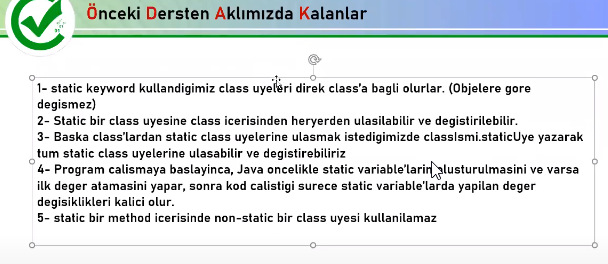 Önceki Dersten Aklımızda Kalanlar
1- static keyword kullandigimiz class uyeleri direk class'a bagli olurlar. (Objelere gore
degismez)
2- Static bir class uyesine class icerisinden heryerden ulasilabilir ve degistirilebilir.
3- Baska class'lardan static class uyelerine ulasmak istedigimizde classIsmi.staticUye yazarak
tum static class uyelerine ulasabilir ve degistirebiliriz
4- Program calismaya baslayinca, Java oncelikle static variable'larin olusturulmasini ve varsa
ilk deger atamasini yapar, sonra kod calistigi surece static variable'larda yapilan deger
degisiklikleri kalici olur.
5- static bir method icerisinde non-static bir class uyesi kullanilamaz